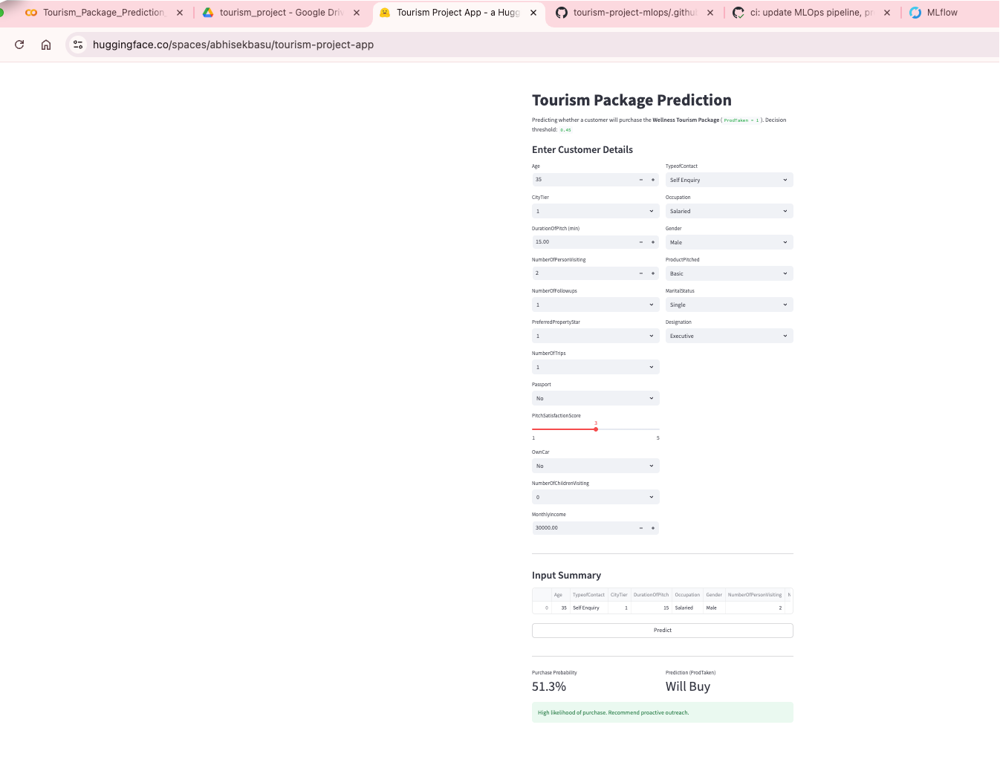 Tourism_Package_Prediction
tourism_project - Google Driv
Tourism Project App - a Hugg
tourism-project-mlops/.githu
ci: update MLOps pipeline, pr
MLflow
huggingface.co/spaces/abhisekbasu/tourism-project-app
Tourism Package Prediction
Predicting whether a customer will purchase the Wellness Tourism Package ( ProdTaken = 1 ). Decision
threshold: 0.45
Enter Customer Details
Age
35
CityTier
1
DurationOfPitch (min)
15.00
NumberOfPersonVisiting
2
NumberOfFollowups
1
PreferredPropertyStar
1
NumberOfTrips
1
Passport
No
PitchSatisfactionScore
3
1 5
OwnCar
No
NumberOfChildrenVisiting
0
MonthlyIncome
30000.00
TypeofContact
Self Enquiry
Occupation
Salaried
Gender
Male
ProductPitched
Basic
MaritalStatus
Single
Designation
Executive
Input Summary
Age TypeofContact CityTier DurationOfPitch Occupation Gender NumberOfPersonVisiting N
0 35 Self Enquiry 1 15 Salaried Male 2
Predict
Purchase Probability
51.3%
Prediction (ProdTaken)
Will Buy
High likelihood of purchase. Recommend proactive outreach.